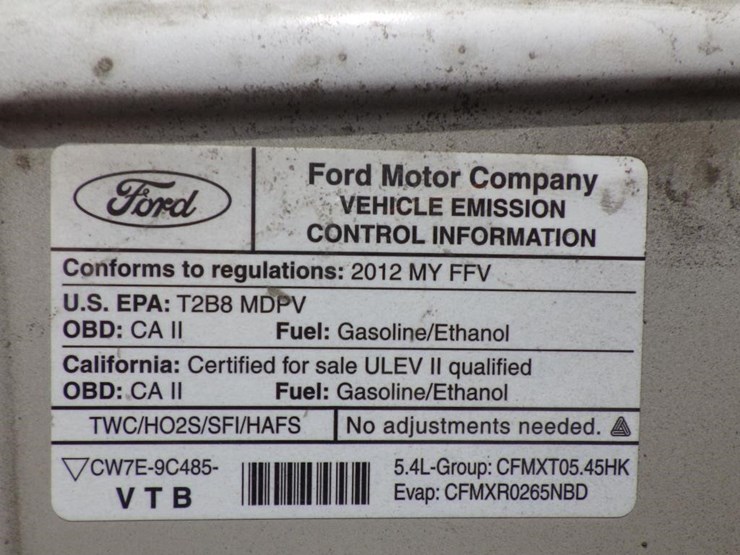 Ford
Ford Motor Company
VEHICLE EMISSION
CONTROL INFORMATION
Conforms to regulations: 2012 MY FFV
U.S. EPA: T2B8 MDPV
OBD: CA II Fuel: Gasoline/Ethanol
California: Certified for sale ULEV II qualified
OBD: CA II Fuel: Gasoline/Ethanol
TWC/HO2S/SFI/HAFS No adjustments needed.
CW7E-9C485-
VTB
5.4L-Group: CFMXT05.45HK
Evap: CFMXR0265NBD